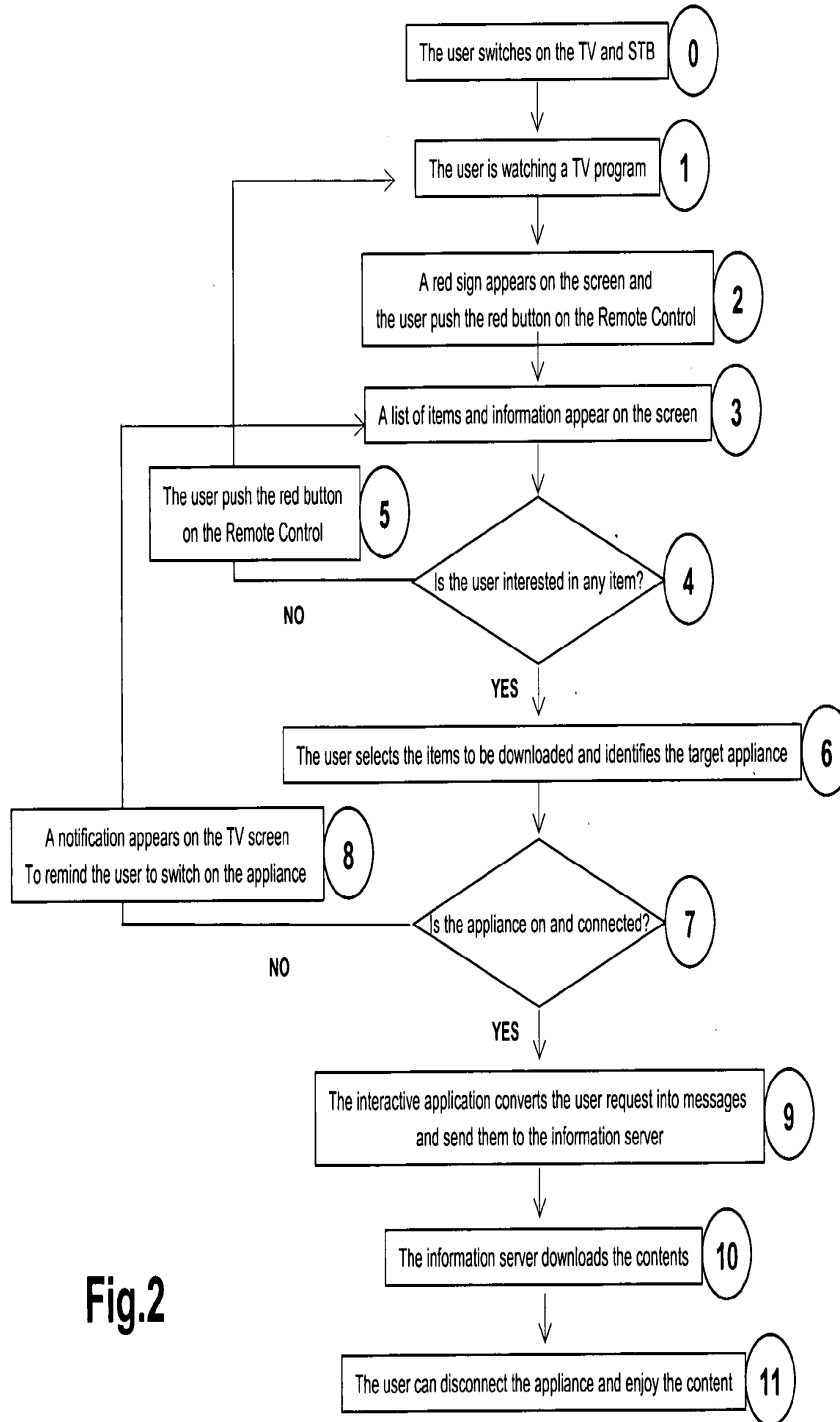 The user switches on the TV and STB
0
The user is watching a TV program
1
A red sign appears on the screen and
the user push the red button on the Remote Control
2
A list of items and information appear on the screen
3
The user push the red button
on the Remote Control
5
Is the user interested in any item?
4
NO
YES
The user selects the items to be downloaded and identifies the target appliance
6
A notification appears on the TV screen
To remind the user to switch on the appliance
8
Is the appliance on and connected?
7
NO
YES
The interactive application converts the user request into messages
and send them to the information server
9
The information server downloads the contents
10
Fig.2
The user can disconnect the appliance and enjoy the content
11